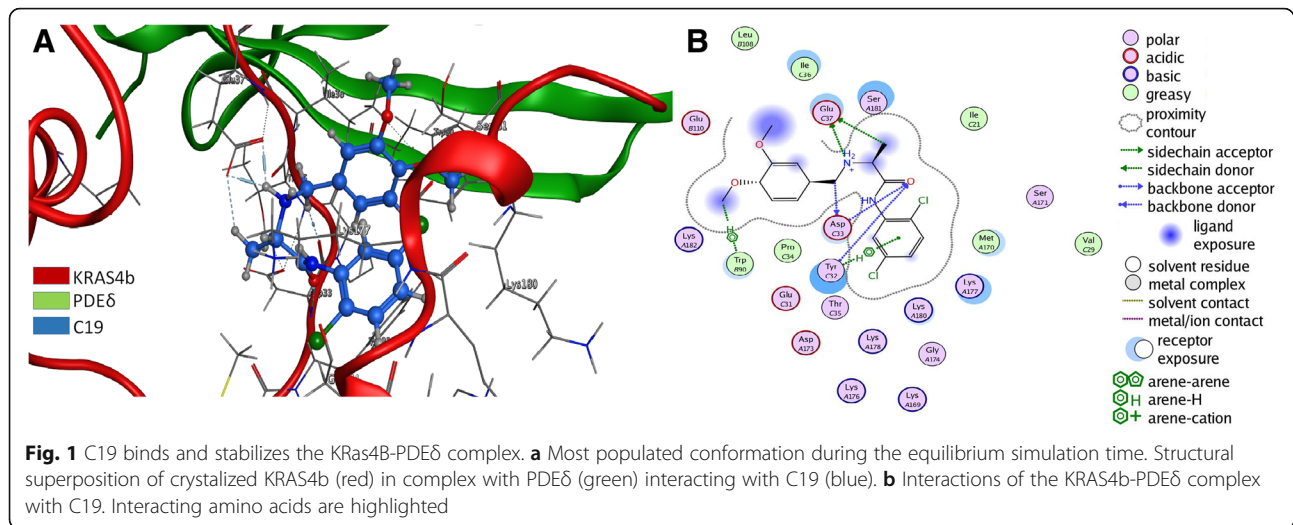 A
Ser181
Lys177
Lys180
KRAS4b
PDEδ
C19
B
Leu
B108
Ile
C36
Glu
C37
Ser
A181
Glu
B110
Ile
C21
H2
N
+
O
O
O
HN
Cl
Cl
Asp
C33
Ser
A171
Lys
A182
H
Trp
B90
Pro
C34
Tyr
C32
H
Met
A170
Val
C29
Glu
C31
Thr
C35
Lys
A180
Lys
A177
Asp
A173
Lys
A178
Gly
A174
Lys
A176
Lys
A169
polar
acidic
basic
greasy
proximity
contour
sidechain acceptor
sidechain donor
backbone acceptor
backbone donor
ligand
exposure
solvent residue
metal complex
solvent contact
metal/ion contact
receptor
exposure
arene-arene
H arene-H
+ arene-cation
Fig. 1 C19 binds and stabilizes the KRas4B-PDEδ complex. a Most populated conformation during the equilibrium simulation time. Structural
superposition of crystalized KRAS4b (red) in complex with PDEδ (green) interacting with C19 (blue). b Interactions of the KRAS4b-PDEδ complex
with C19. Interacting amino acids are highlighted